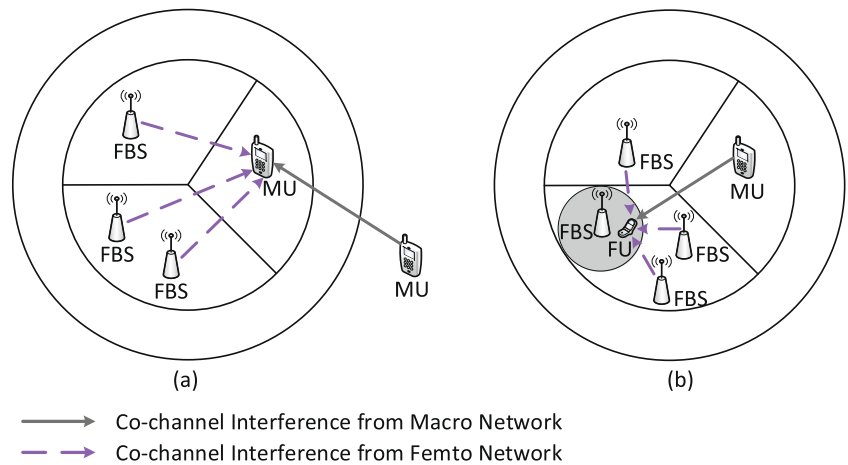 FBS
MU
FBS
FBS
MU
(a)
FBS
MU
FBS
FU
FBS
FBS
(b)
Co-channel Interference from Macro Network
Co-channel Interference from Femto Network